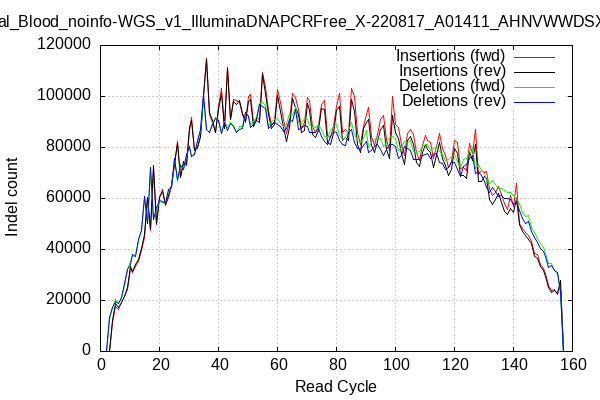 al_Blood_noinfo-WGS_v1_IlluminaDNAPCRFree_X-220817_A01411_AHNVWWDSX
Insertions (fwd)
Insertions (rev)
Deletions (fwd)
Deletions (rev)
120000
100000
80000
60000
40000
20000
0
Indel count
0 20 40 60 80 100 120 140 160
Read Cycle